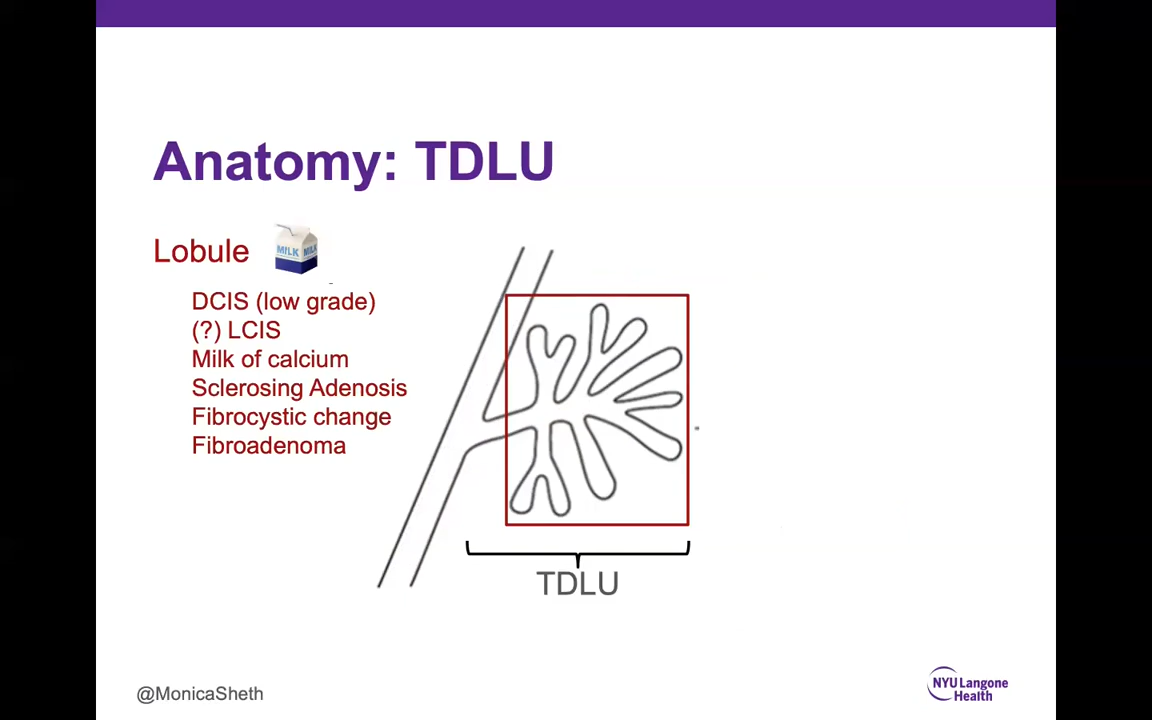 Anatomy: TDLU
Lobule
MILK MILK
DCIS (low grade)
(?) LCIS
Milk of calcium
Sclerosing Adenosis
Fibrocystic change
Fibroadenoma
TDLU
@MonicaSheth
NYU Langone
Health